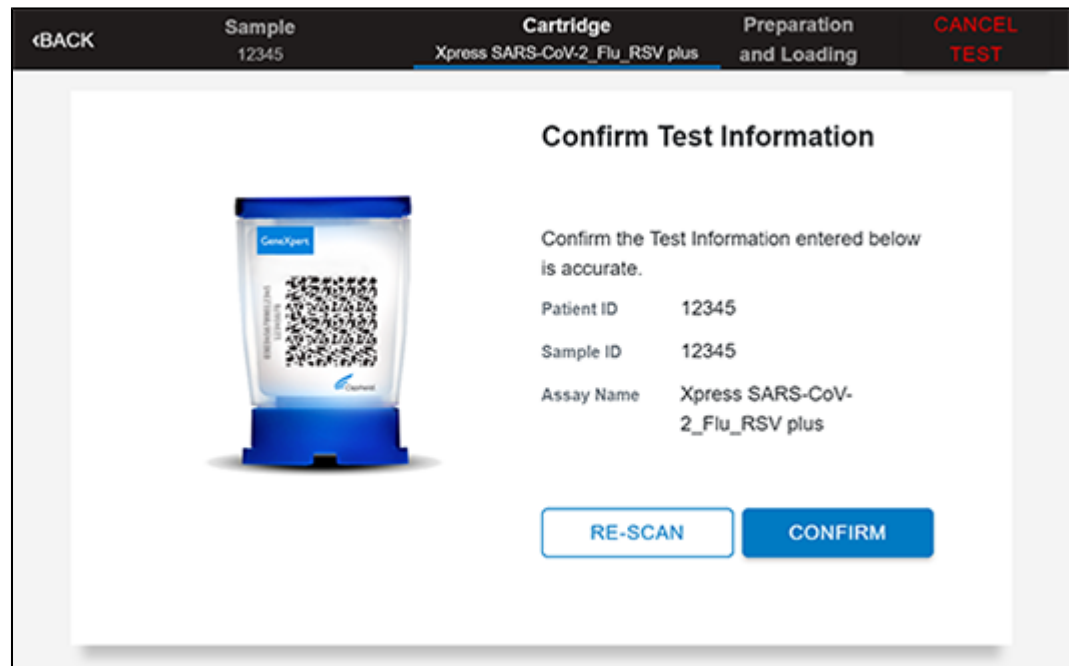 ‹BACK
Sample
12345
Cartridge
Xpress SARS-CoV-2_Flu_RSV plus
Preparation
and Loading
CANCEL
TEST
Confirm Test Information
GeneXpert
Cepheid
Confirm the Test Information entered below
is accurate.
Patient ID 12345
Sample ID 12345
Assay Name Xpress SARS-CoV-
2_Flu_RSV plus
RE-SCAN
CONFIRM